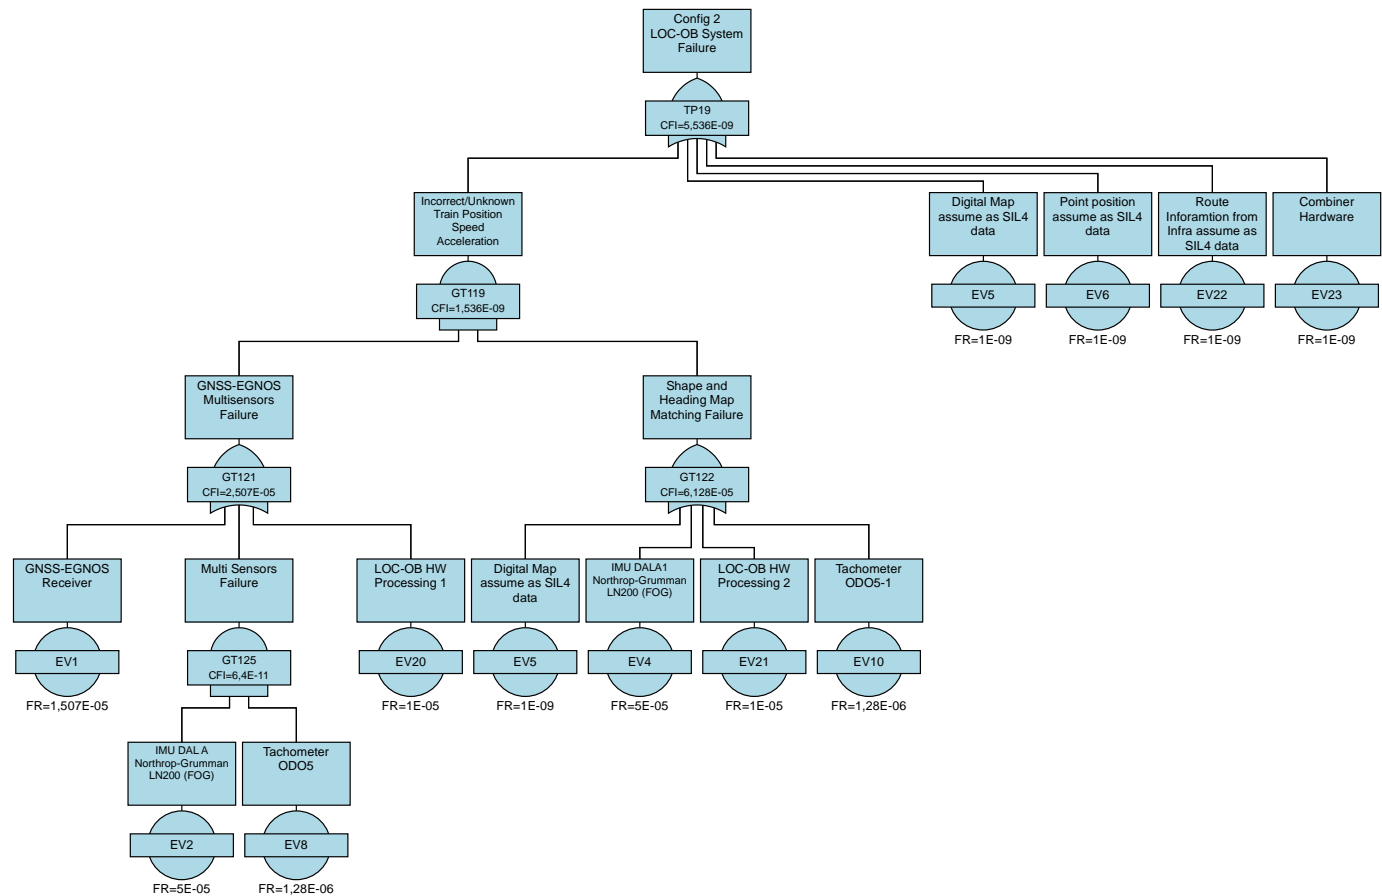 Config 2
LOC-OB System
Failure
TP19
CFI=5,536E-09
Incorrect/Unknown
Train Position
Speed
Acceleration
GT119
CFI=1,536E-09
Digital Map
assume as SIL4
data
EV5
FR=1E-09
Point position
assume as SIL4
data
EV6
FR=1E-09
Route
Inforamtion from
Infra assume as
SIL4 data
EV22
FR=1E-09
Combiner
Hardware
EV23
FR=1E-09
GNSS-EGNOS
Multisensors
Failure
GT121
CFI=2,507E-05
Shape and
Heading Map
Matching Failure
GT122
CFI=6,128E-05
GNSS-EGNOS
Receiver
EV1
FR=1,507E-05
Multi Sensors
Failure
GT125
CFI=6,4E-11
LOC-OB HW
Processing 1
EV20
FR=1E-05
Digital Map
assume as SIL4
data
EV5
FR=1E-09
IMU DALA1
Northrop-Grumman
LN200 (FOG)
EV4
FR=5E-05
LOC-OB HW
Processing 2
EV21
FR=1E-05
Tachometer
ODO5-1
EV10
FR=1,28E-06
IMU DAL A
Northrop-Grumman
LN200 (FOG)
EV2
FR=5E-05
Tachometer
ODO5
EV8
FR=1,28E-06